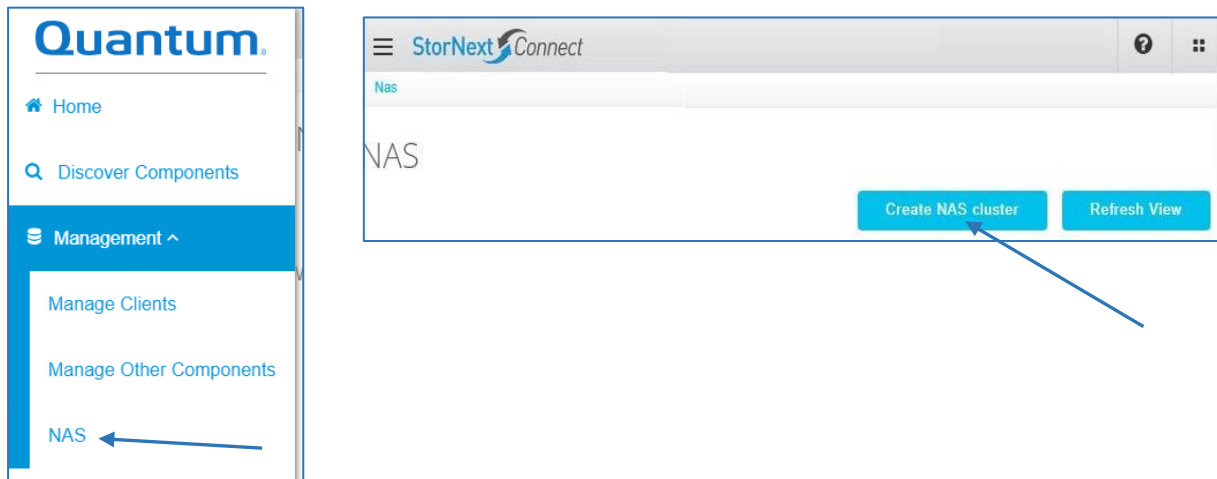 Quantum.
Home
Discover Components
Management
Manage Clients
Manage Other Components
NAS
StorNext Connect
Nas
NAS
Create NAS cluster
Refresh View